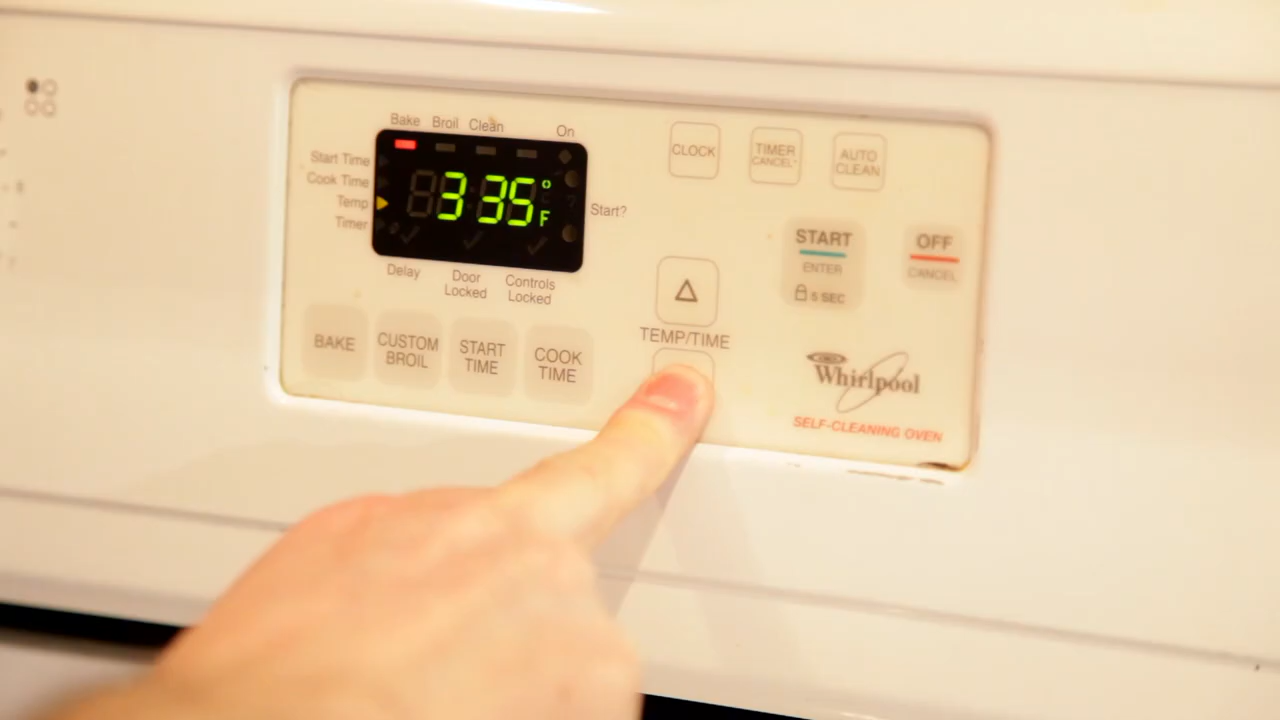 Bake Broil Clean On
Start Time
Cook Time
Temp
Timer
335°F
Start?
Delay
Door
Locked
Controls
Locked
BAKE
CUSTOM
BROIL
START
TIME
COOK
TIME
CLOCK
TIMER
CANCEL*
AUTO
CLEAN
START
ENTER
5 SEC
OFF
CANCEL
TEMP/TIME
Whirlpool
SELF-CLEANING OVEN